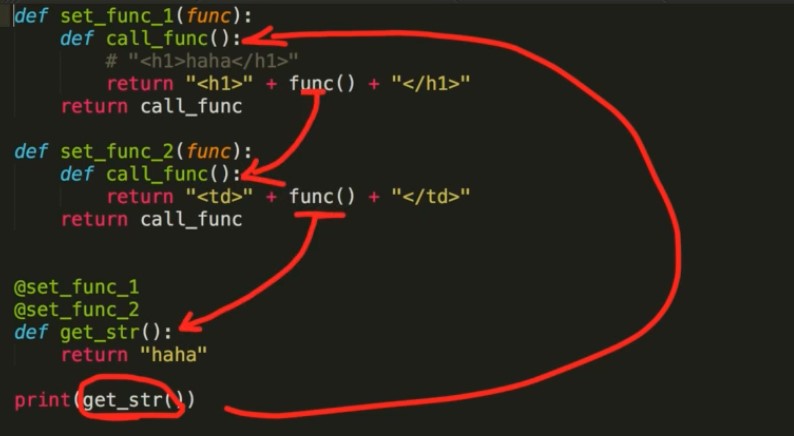 def set_func_1(func):
    def call_func():
        # "<h1>haha</h1>"
        return "<h1>" + func() + "</h1>"
    return call_func

def set_func_2(func):
    def call_func():
        return "<td>" + func() + "</td>"
    return call_func

@set_func_1
@set_func_2
def get_str():
    return "haha"

print(get_str())